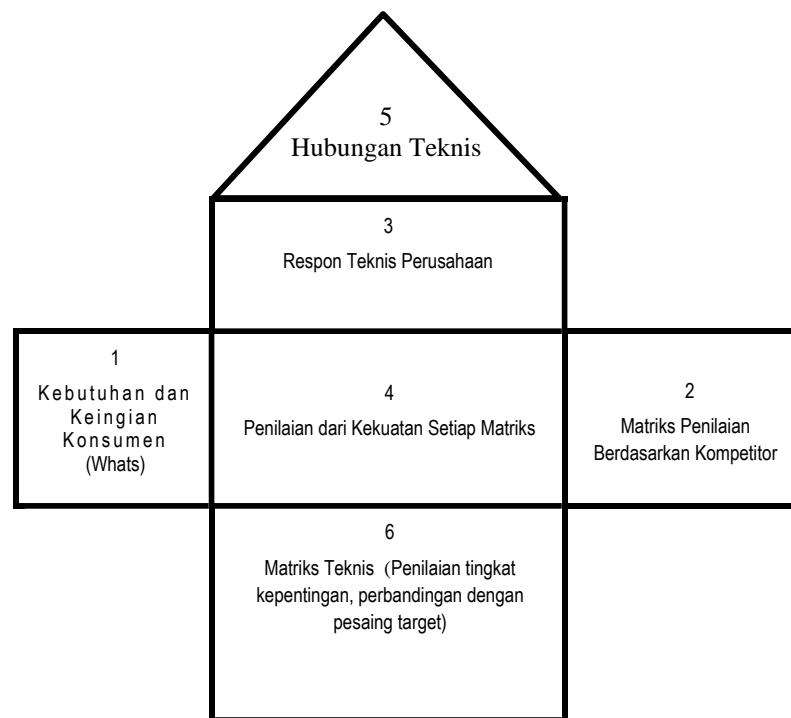 5
Hubungan Teknis
3
Respon Teknis Perusahaan
1
Kebutuhan dan
Keingian
Konsumen
(Whats)
4
Penilaian dari Kekuatan Setiap Matriks
2
Matriks Penilaian
Berdasarkan Kompetitor
6
Matriks Teknis (Penilaian tingkat
kepentingan, perbandingan dengan
pesaing target)